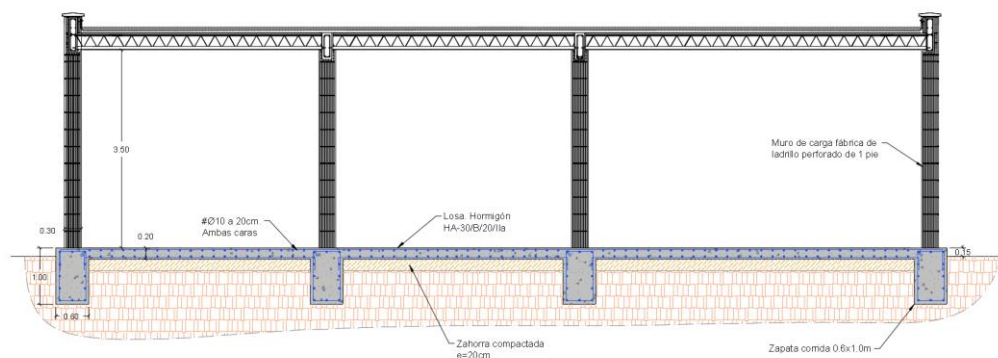 3.50
Muro de carga fábrica de
ladrillo perforado de 1 pie
#Ø10 a 20cm.
Ambas caras
Losa. Hormigón
HA-30/B/20/IIa
0.30
0.20
0.15
1.00
0.60
Zahorra compactada
e=20cm
Zapata corrida 0.6x1.0m